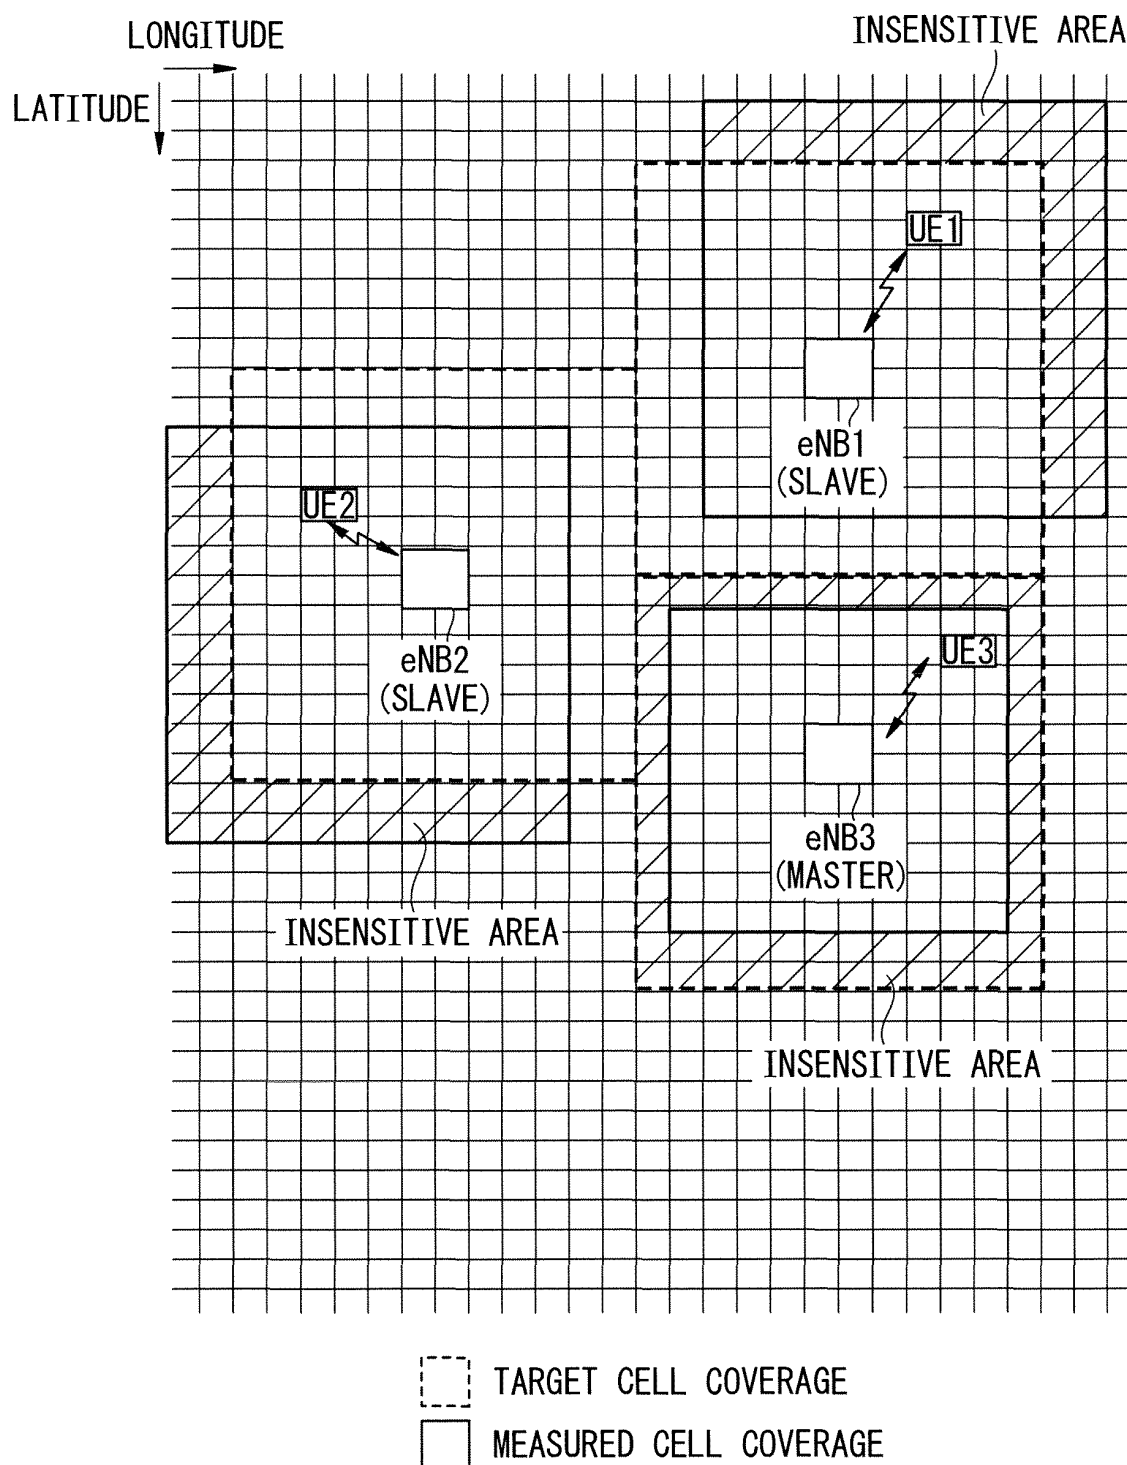 LONGITUDE
INSENSITIVE AREA
LATITUDE
UE1
eNB1
(SLAVE)
UE2
eNB2
(SLAVE)
UE3
eNB3
(MASTER)
INSENSITIVE AREA
INSENSITIVE AREA
TARGET CELL COVERAGE
MEASURED CELL COVERAGE